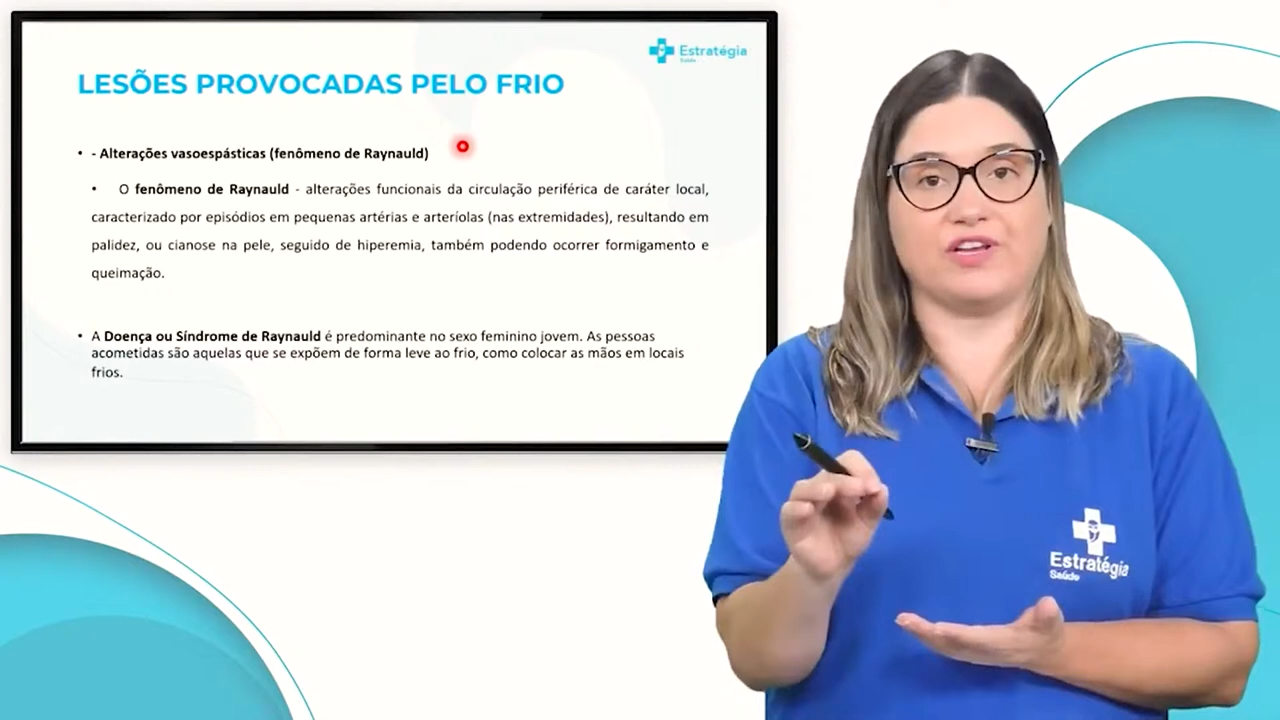 Estratégia
Saúde
LESÕES PROVOCADAS PELO FRIO
• - Alterações vasoespásticas (fenômeno de Raynauld)
• O fenômeno de Raynauld - alterações funcionais da circulação periférica de caráter local,
caracterizado por episódios em pequenas artérias e arteríolas (nas extremidades), resultando em
palidez, ou cianose na pele, seguido de hiperemia, também podendo ocorrer formigamento e
queimação.
• A Doença ou Síndrome de Raynauld é predominante no sexo feminino jovem. As pessoas
acometidas são aquelas que se expõem de forma leve ao frio, como colocar as mãos em locais
frios.
Estratégia
Saúde